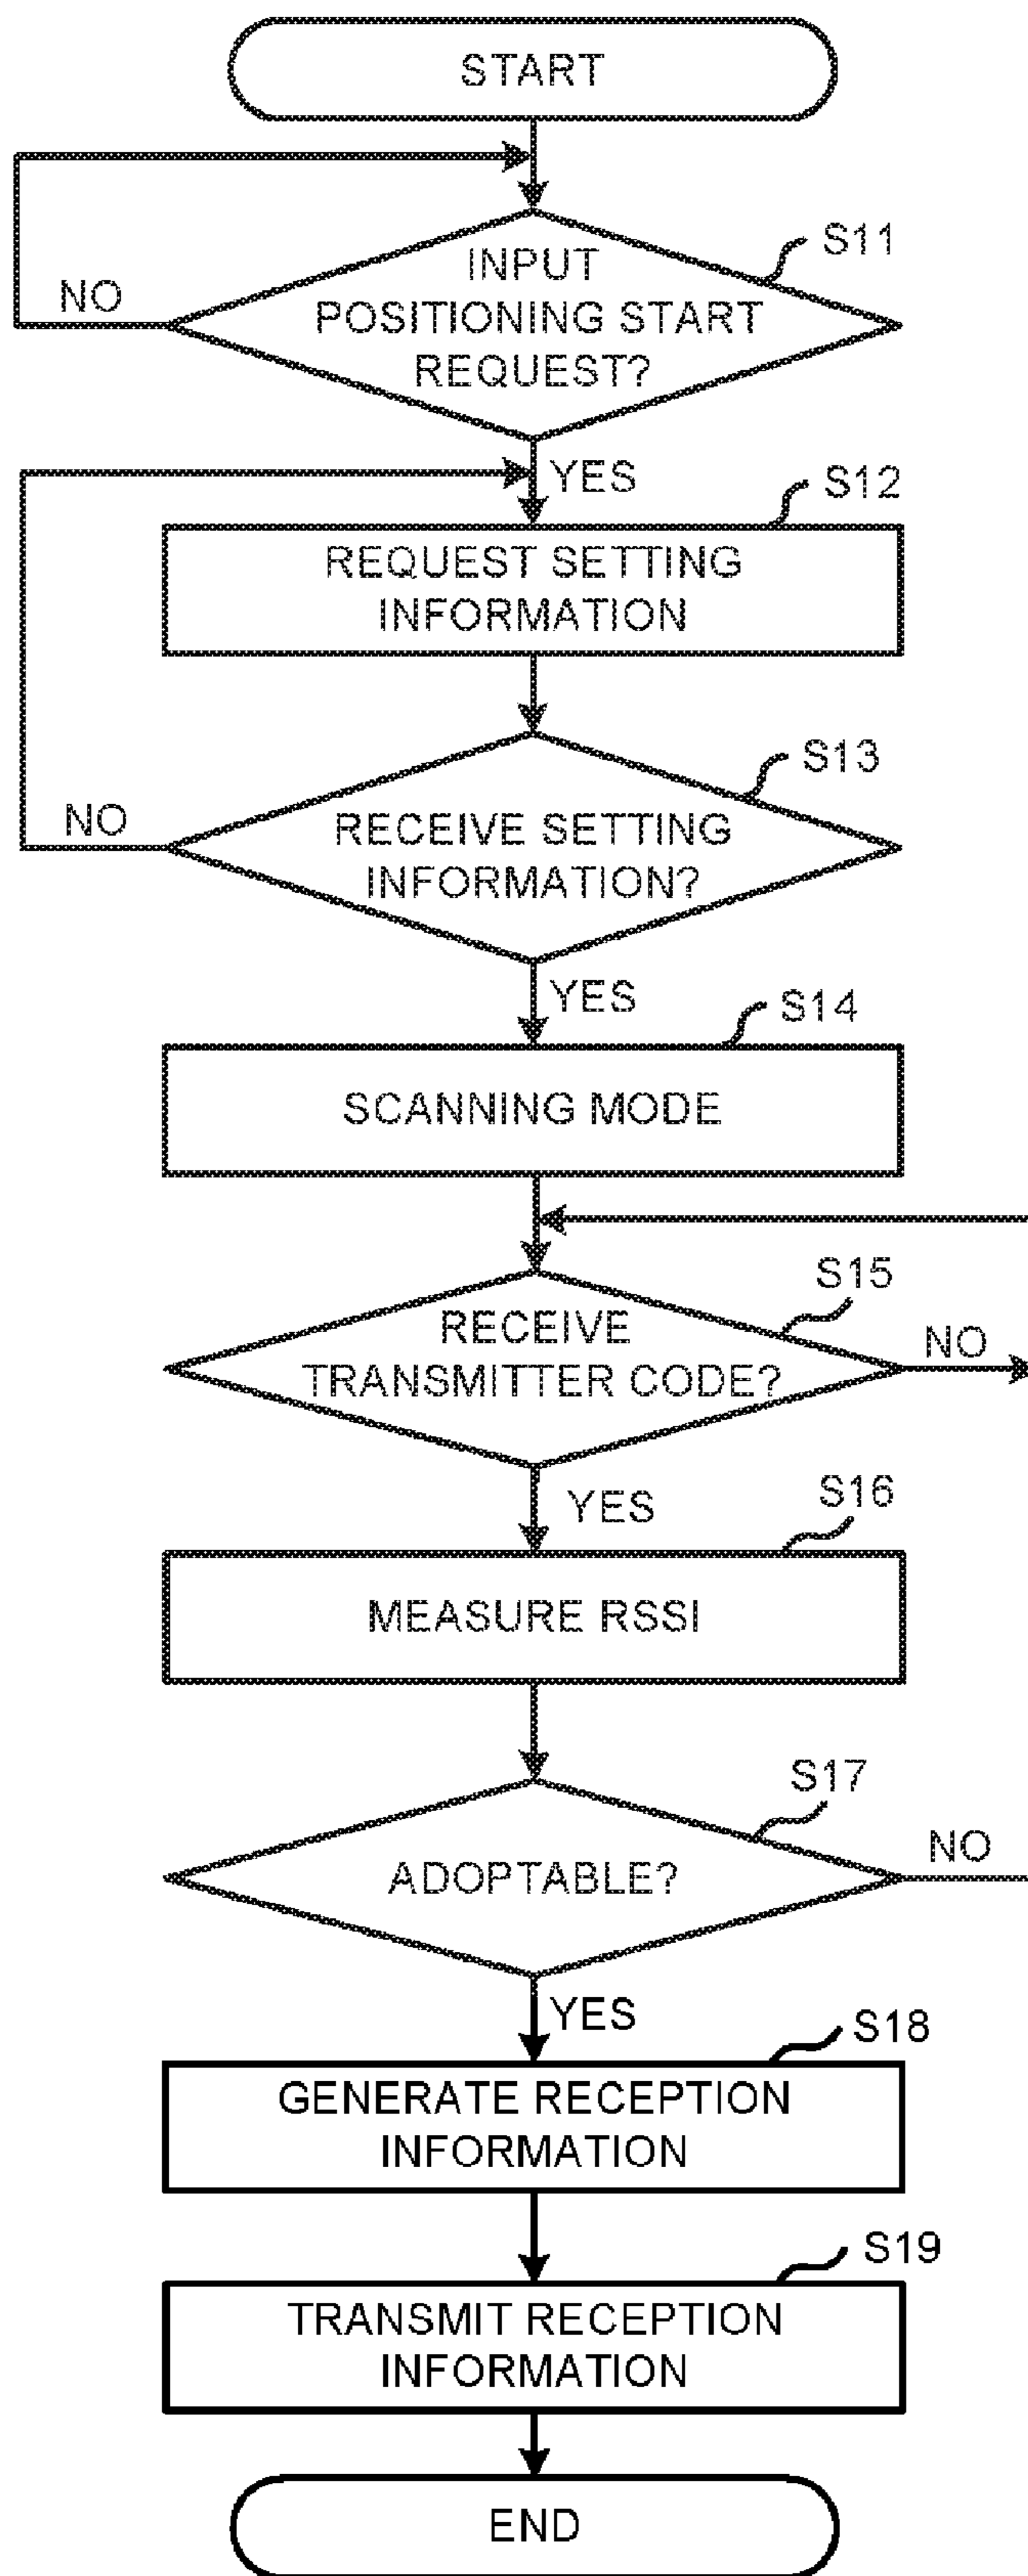 START
S11
INPUT
POSITIONING START
REQUEST?
NO
YES
S12
REQUEST SETTING
INFORMATION
S13
RECEIVE SETTING
INFORMATION?
NO
YES
S14
SCANNING MODE
S15
RECEIVE
TRANSMITTER CODE?
NO
YES
S16
MEASURE RSSI
S17
ADOPTABLE?
NO
YES
S18
GENERATE RECEPTION
INFORMATION
S19
TRANSMIT RECEPTION
INFORMATION
END